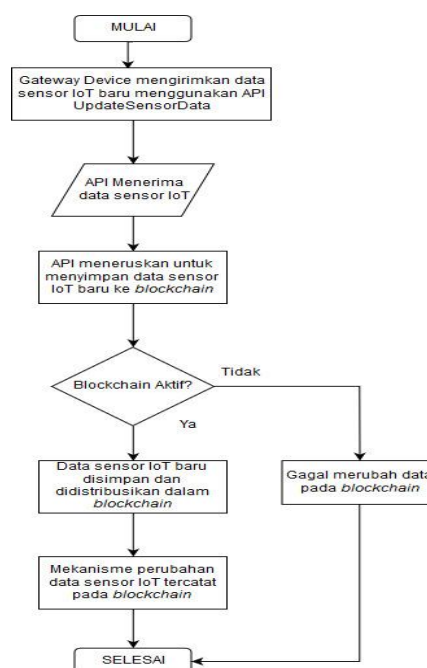 MULAI
Gateway Device mengirimkan data
sensor IoT baru menggunakan API
UpdateSensorData
API Menerima
data sensor IoT
API meneruskan untuk
menyimpan data sensor
IoT baru ke blockchain
Blockchain Aktif?
Tidak
Ya
Data sensor IoT baru
disimpan dan
didistribusikan dalam
blockchain
Gagal merubah data
pada blockchain
Mekanisme perubahan
data sensor IoT tercatat
pada blockchain
SELESAI